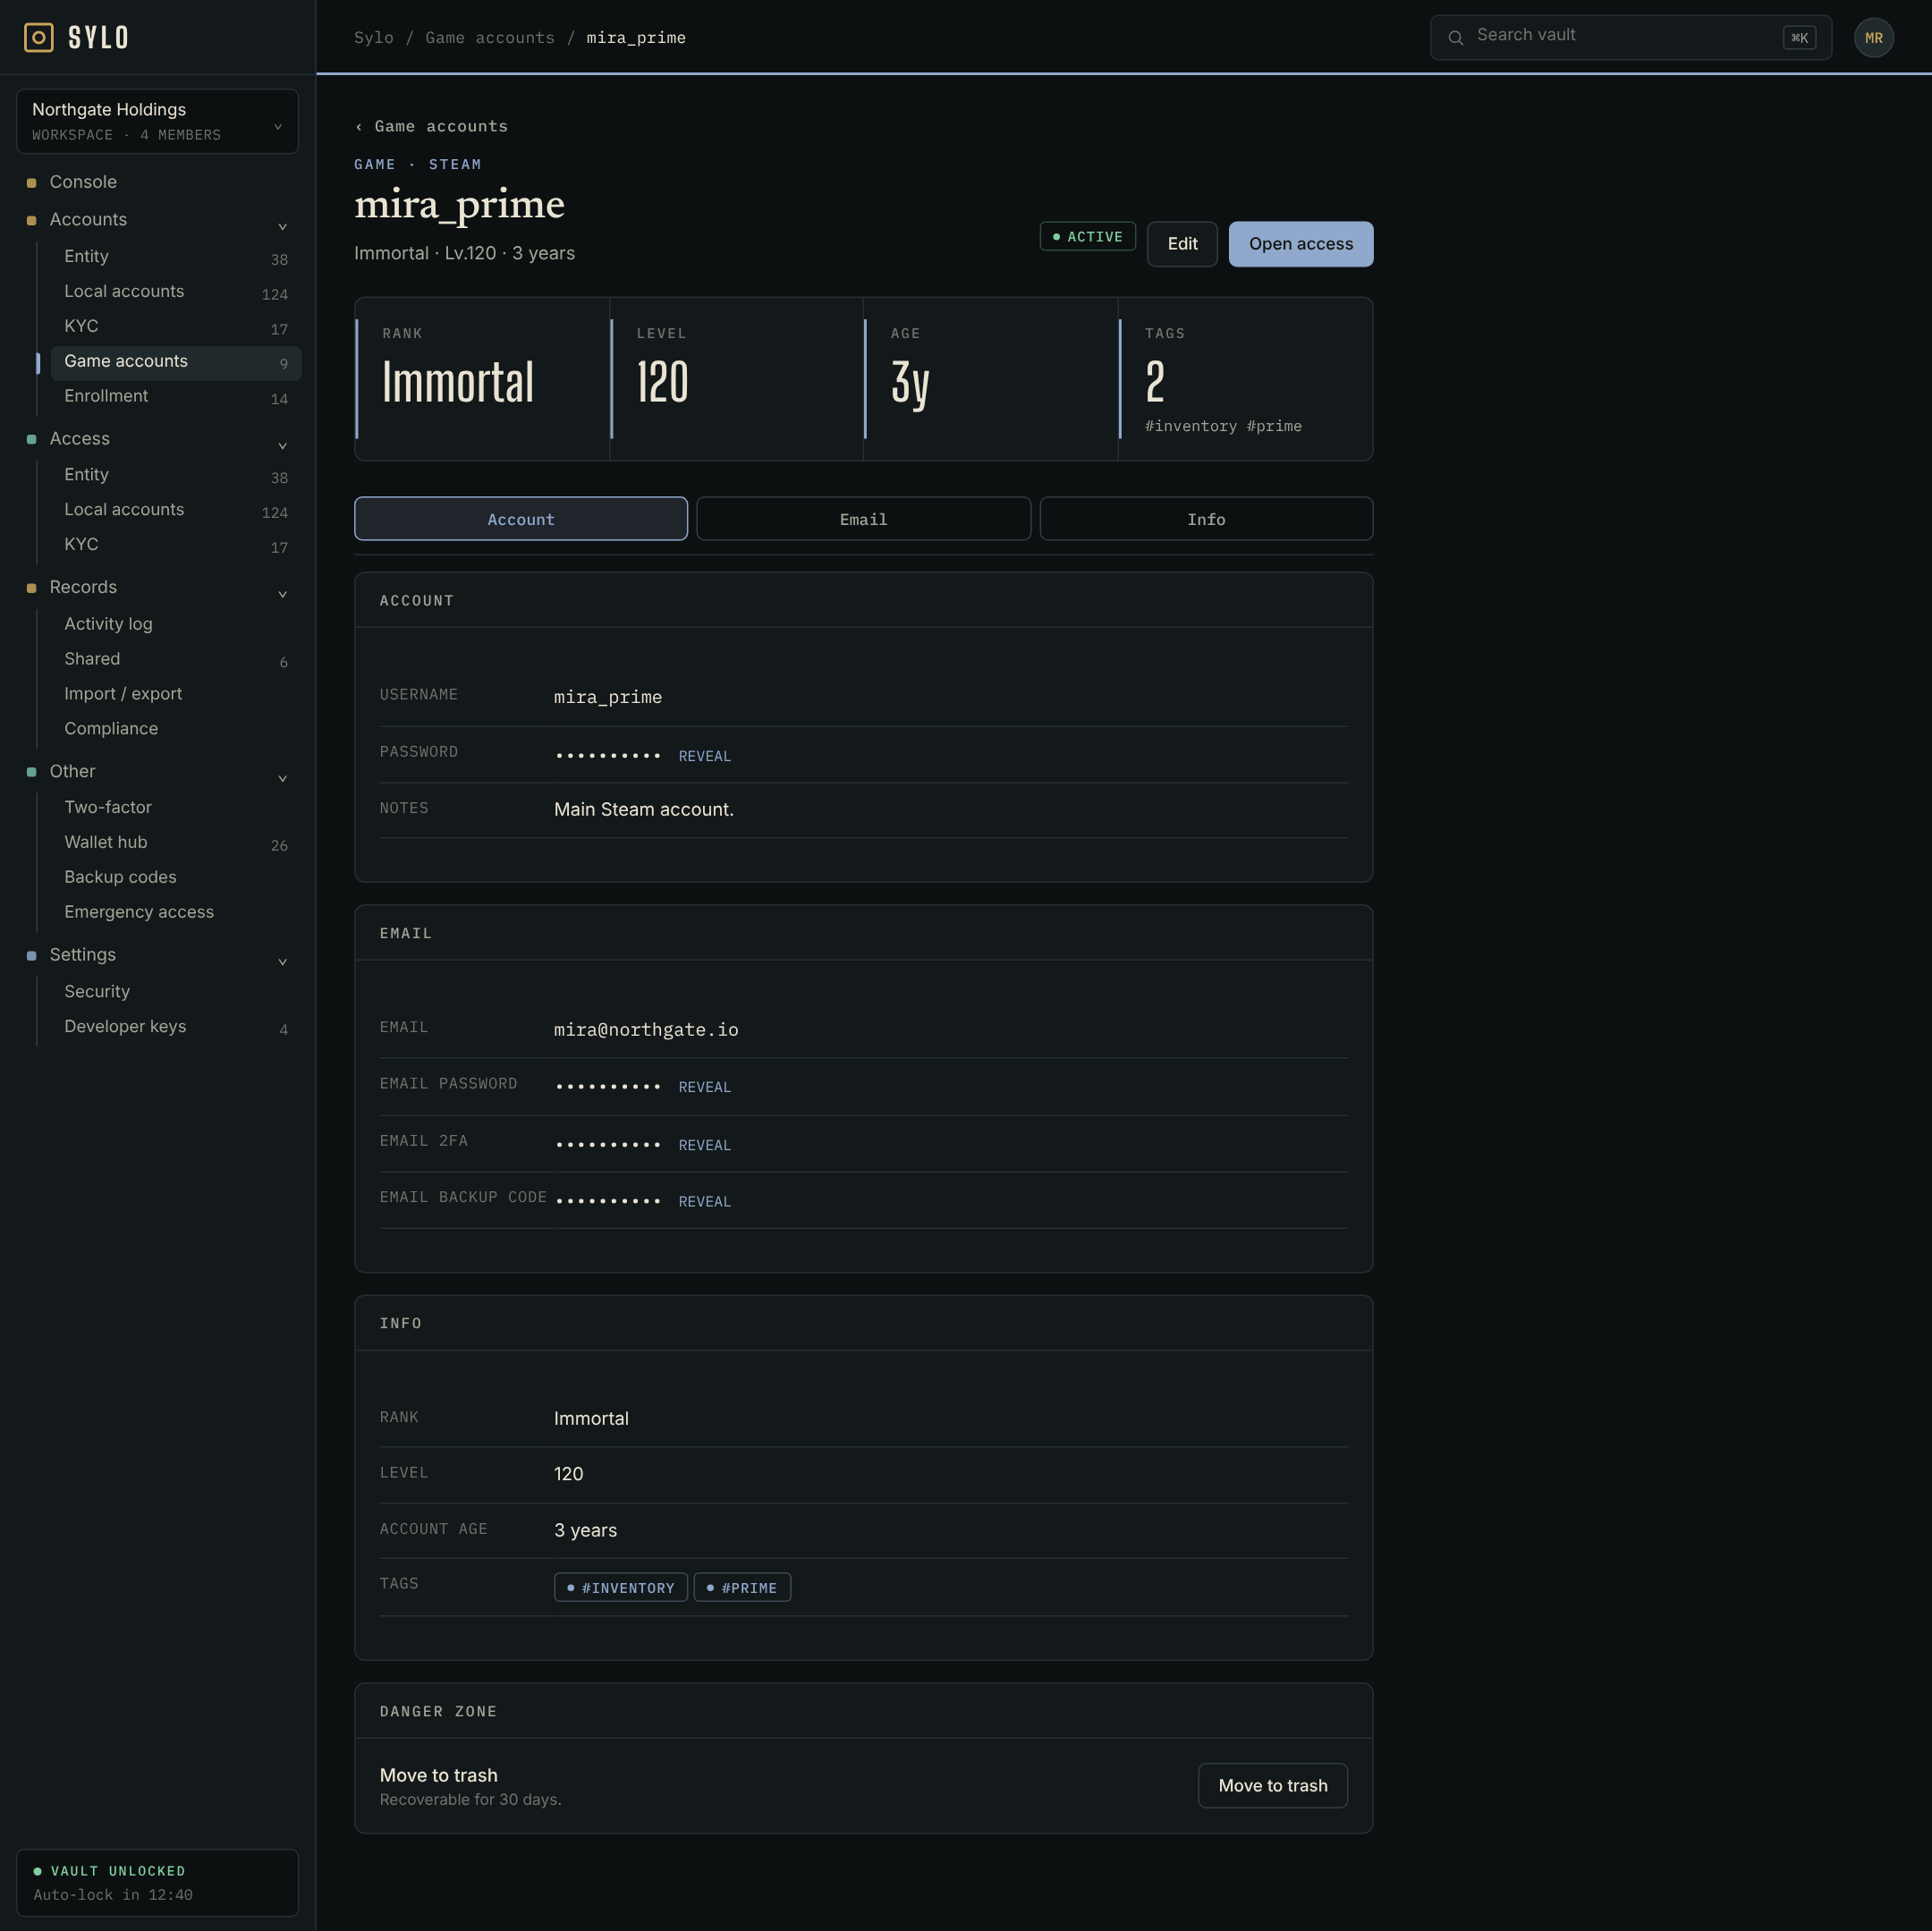 SYLO
Northgate Holdings
WORKSPACE · 4 MEMBERS
Console
Accounts
Entity 38
Local accounts 124
KYC 17
Game accounts 9
Enrollment 14
Access
Entity 38
Local accounts 124
KYC 17
Records
Activity log
Shared 6
Import / export
Compliance
Other
Two-factor
Wallet hub 26
Backup codes
Emergency access
Settings
Security
Developer keys 4
VAULT UNLOCKED
Auto-lock in 12:40
Sylo / Game accounts / mira_prime
Search vault ⌘K
MR
‹ Game accounts
GAME · STEAM
mira_prime
Immortal · Lv.120 · 3 years
ACTIVE
Edit
Open access
RANK
Immortal
LEVEL
120
AGE
3y
TAGS
2
#inventory #prime
Account
Email
Info
ACCOUNT
USERNAME mira_prime
PASSWORD •••••••••• REVEAL
NOTES Main Steam account.
EMAIL
EMAIL mira@northgate.io
EMAIL PASSWORD •••••••••• REVEAL
EMAIL 2FA •••••••••• REVEAL
EMAIL BACKUP CODE •••••••••• REVEAL
INFO
RANK Immortal
LEVEL 120
ACCOUNT AGE 3 years
TAGS #INVENTORY #PRIME
DANGER ZONE
Move to trash
Recoverable for 30 days.
Move to trash